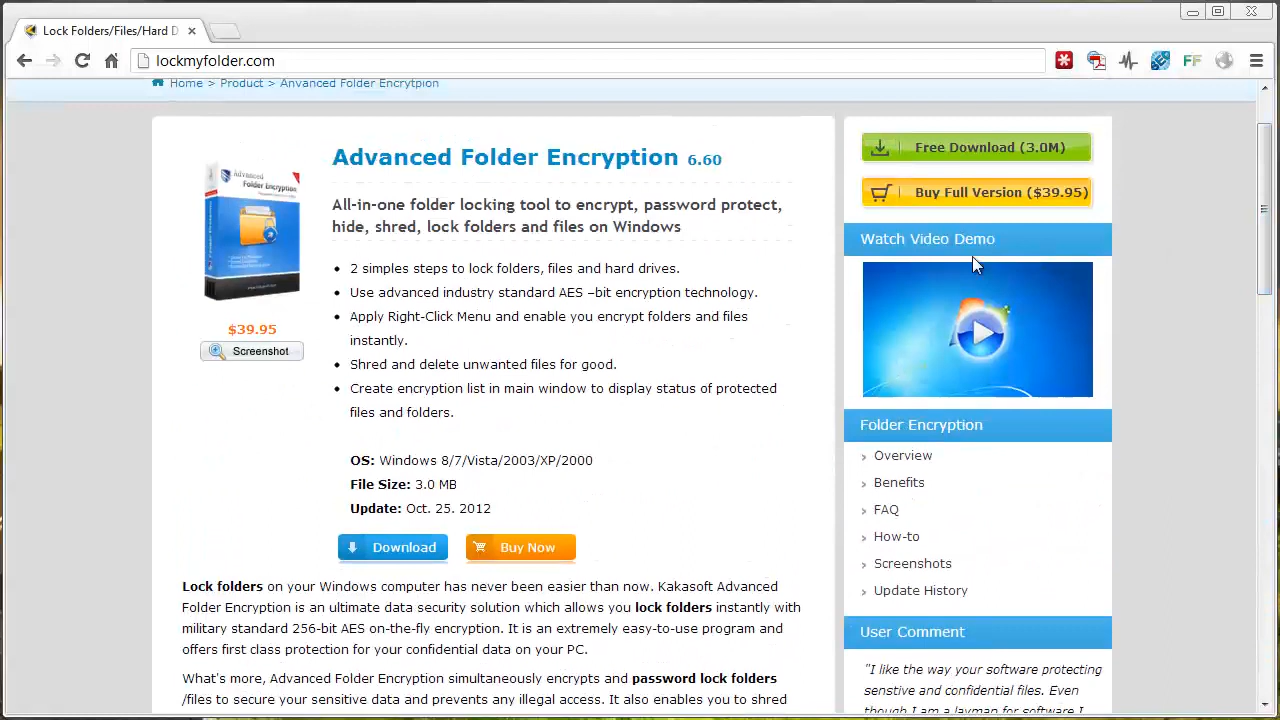 Lock Folders/Files/Hard D
lockmyfolder.com
FF
Home > Product > Anvanced Folder Encrytpion
Advanced
Folder Encryption
$39.95
Screenshot
Advanced Folder Encryption 6.60
All-in-one folder locking tool to encrypt, password protect,
hide, shred, lock folders and files on Windows
• 2 simples steps to lock folders, files and hard drives.
• Use advanced industry standard AES –bit encryption technology.
• Apply Right-Click Menu and enable you encrypt folders and files
instantly.
• Shred and delete unwanted files for good.
• Create encryption list in main window to display status of protected
files and folders.
OS: Windows 8/7/Vista/2003/XP/2000
File Size: 3.0 MB
Update: Oct. 25. 2012
Download
Buy Now
Lock folders on your Windows computer has never been easier than now. Kakasoft Advanced
Folder Encryption is an ultimate data security solution which allows you lock folders instantly with
military standard 256-bit AES on-the-fly encryption. It is an extremely easy-to-use program and
offers first class protection for your confidential data on your PC.
What's more, Advanced Folder Encryption simultaneously encrypts and password lock folders
/files to secure your sensitive data and prevents any illegal access. It also enables you to shred
Free Download (3.0M)
Buy Full Version ($39.95)
Watch Video Demo
Folder Encryption
› Overview
› Benefits
› FAQ
› How-to
› Screenshots
› Update History
User Comment
"I like the way your software protecting
senstive and confidential files. Even
though I am a layman for software I